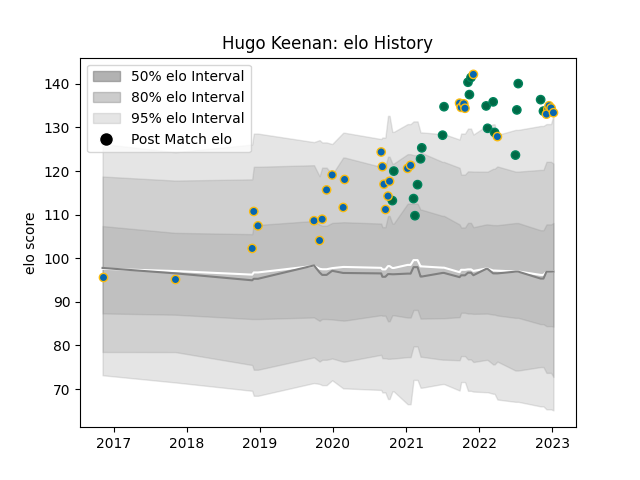 Hugo Keenan: elo History
50% elo Interval
80% elo Interval
95% elo Interval
Post Match elo
elo score
140
130
120
110
100
90
80
70
2017 2018 2019 2020 2021 2022 2023